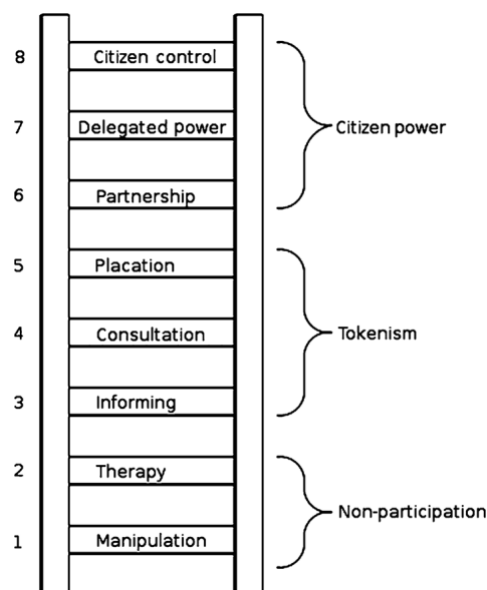 8 Citizen control
7 Delegated power
Citizen power
6 Partnership
5 Placation
4 Consultation
Tokenism
3 Informing
2 Therapy
Non-participation
1 Manipulation